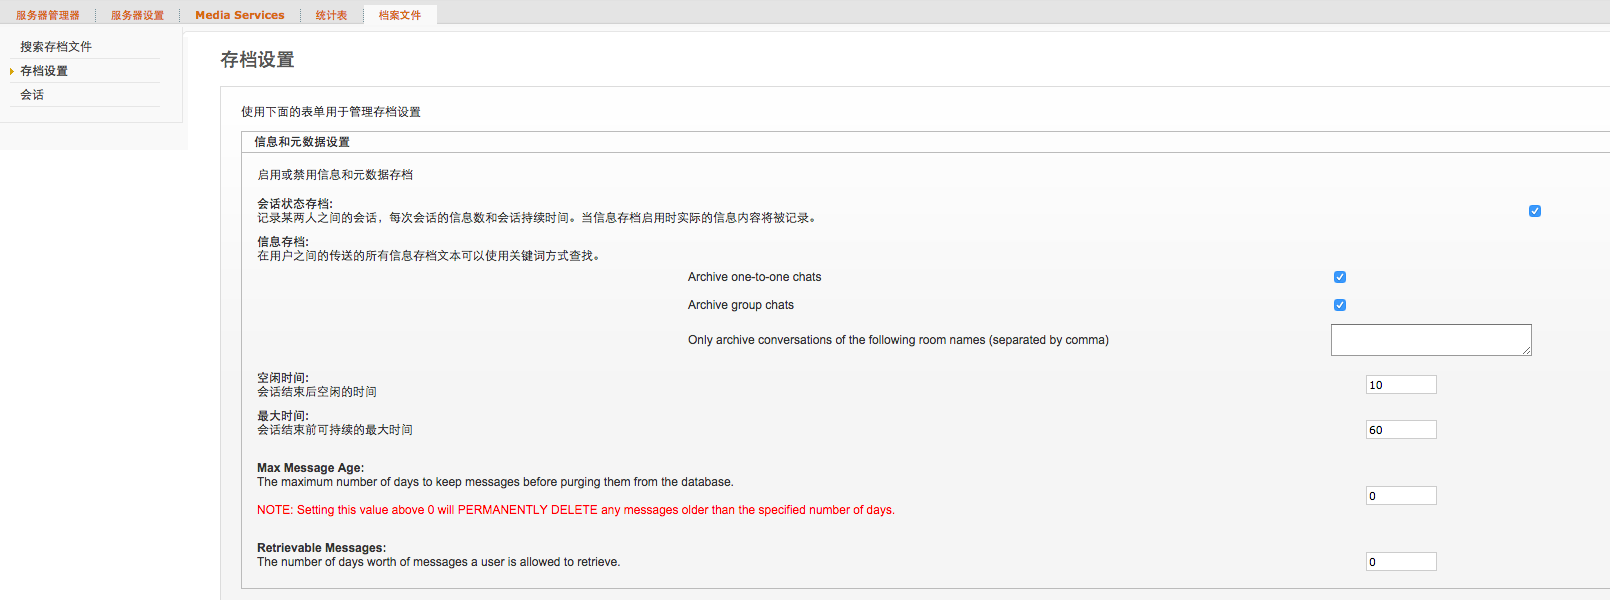 服务器管理器 服务器设置 Media Services 统计表 档案文件
搜索存档文件
存档设置
会话
存档设置
使用下面的表单用于管理存档设置
信息和元数据设置
启用或禁用信息和元数据存档
会话状态存档:
记录某两人之间的会话，每次会话的信息数和会话持续时间。当信息存档启用时实际的信息内容将被记录。
信息存档:
在用户之间的传送的所有信息存档文本可以使用关键词方式查找。
Archive one-to-one chats
Archive group chats
Only archive conversations of the following room names (separated by comma)
空闲时间:
会话结束后空闲的时间
10
最大时间:
会话结束前可持续的最大时间
60
Max Message Age:
The maximum number of days to keep messages before purging them from the database.
0
NOTE: Setting this value above 0 will PERMANENTLY DELETE any messages older than the specified number of days.
Retrievable Messages:
The number of days worth of messages a user is allowed to retrieve.
0